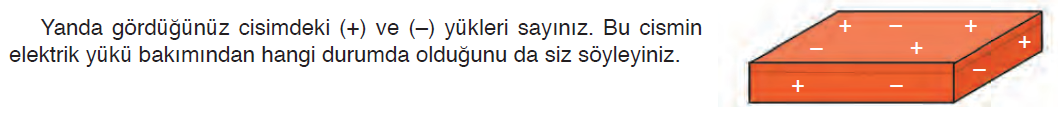 Yanda gördüğünüz cisimdeki (+) ve (–) yükleri sayınız. Bu cismin
elektrik yükü bakımından hangi durumda olduğunu da siz söyleyiniz.
+ – +
– +
+
–
+ –